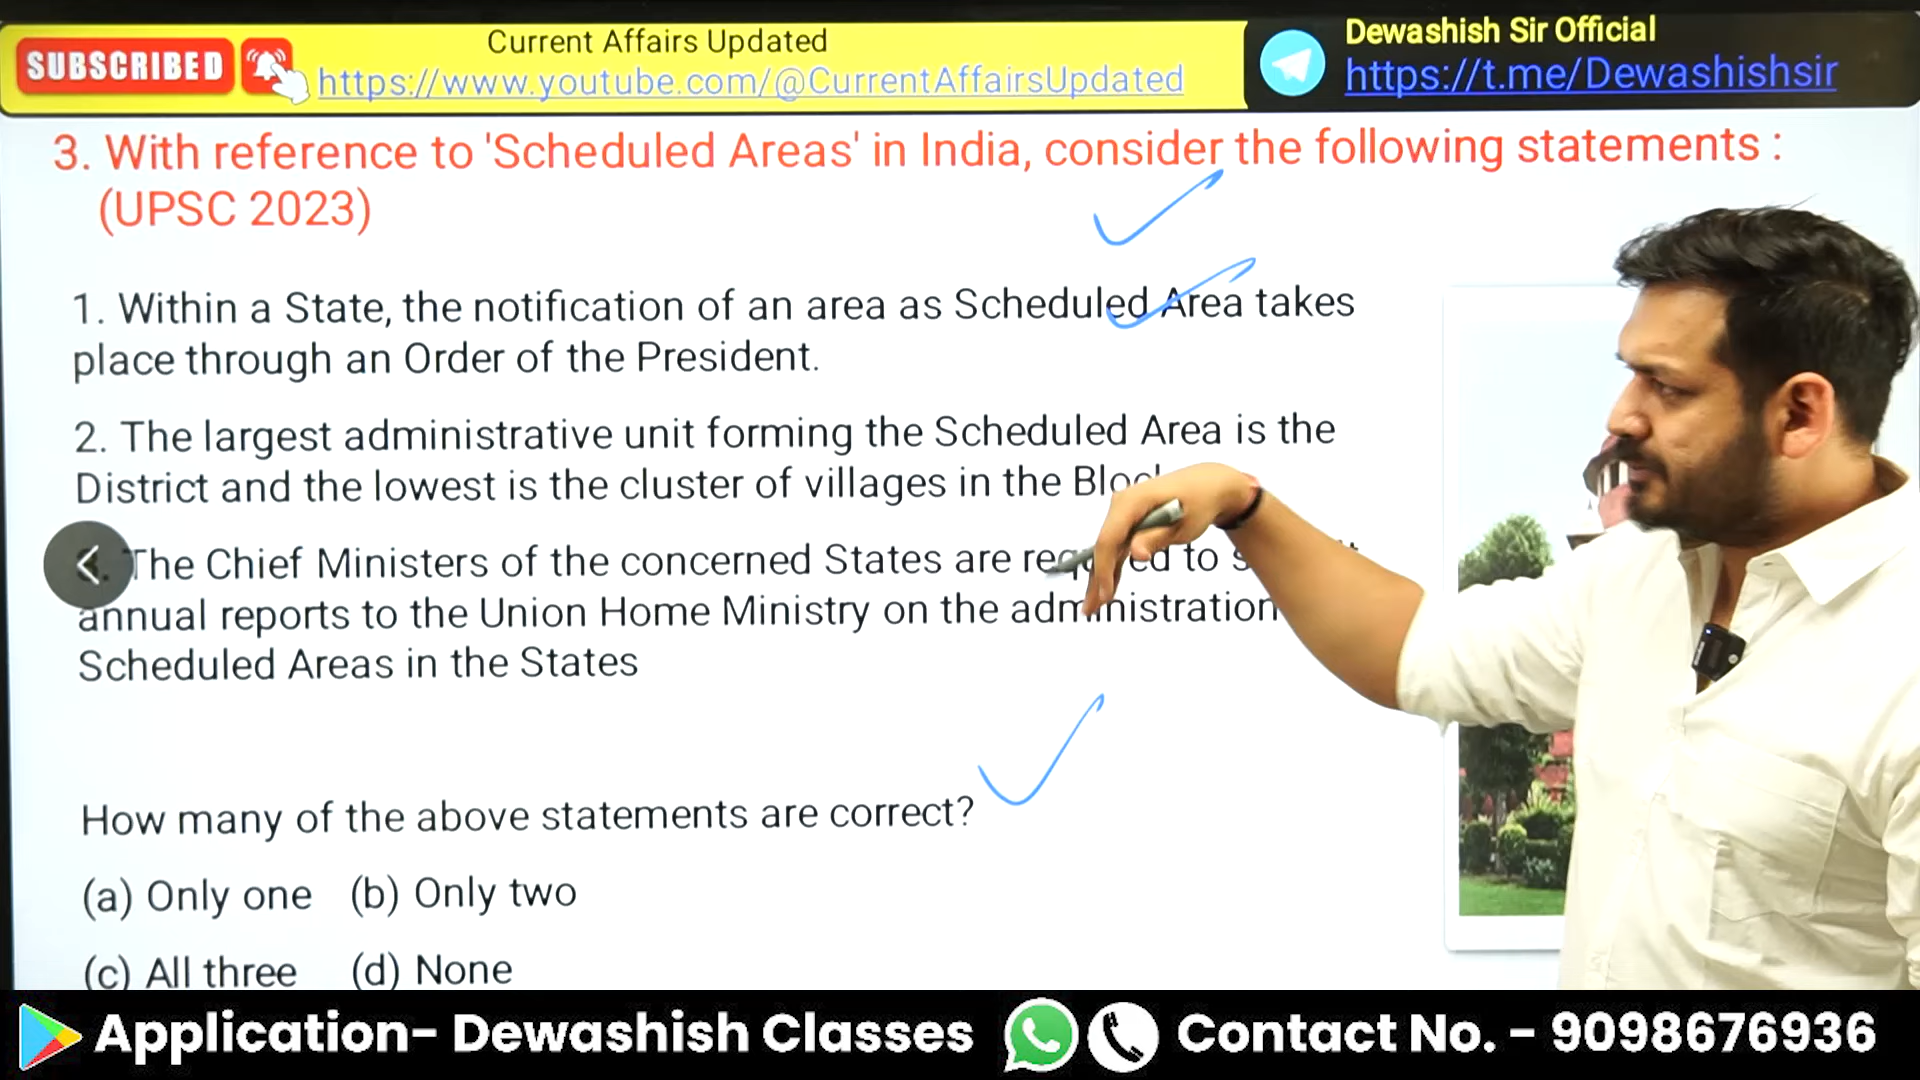 SUBSCRIBED
Current Affairs Updated
https://www.youtube.com/@CurrentAffairsUpdated
Dewashish Sir Official
https://t.me/Dewashishsir
3. With reference to 'Scheduled Areas' in India, consider the following statements :
(UPSC 2023)
1. Within a State, the notification of an area as Scheduled Area takes
place through an Order of the President.
2. The largest administrative unit forming the Scheduled Area is the
District and the lowest is the cluster of villages in the
The Chief Ministers of the concerned States are to
annual reports to the Union Home Ministry on the administration
Scheduled Areas in the States
How many of the above statements are correct?
(a) Only one (b) Only two
(c) All three (d) None
Application- Dewashish Classes
Contact No. - 9098676936